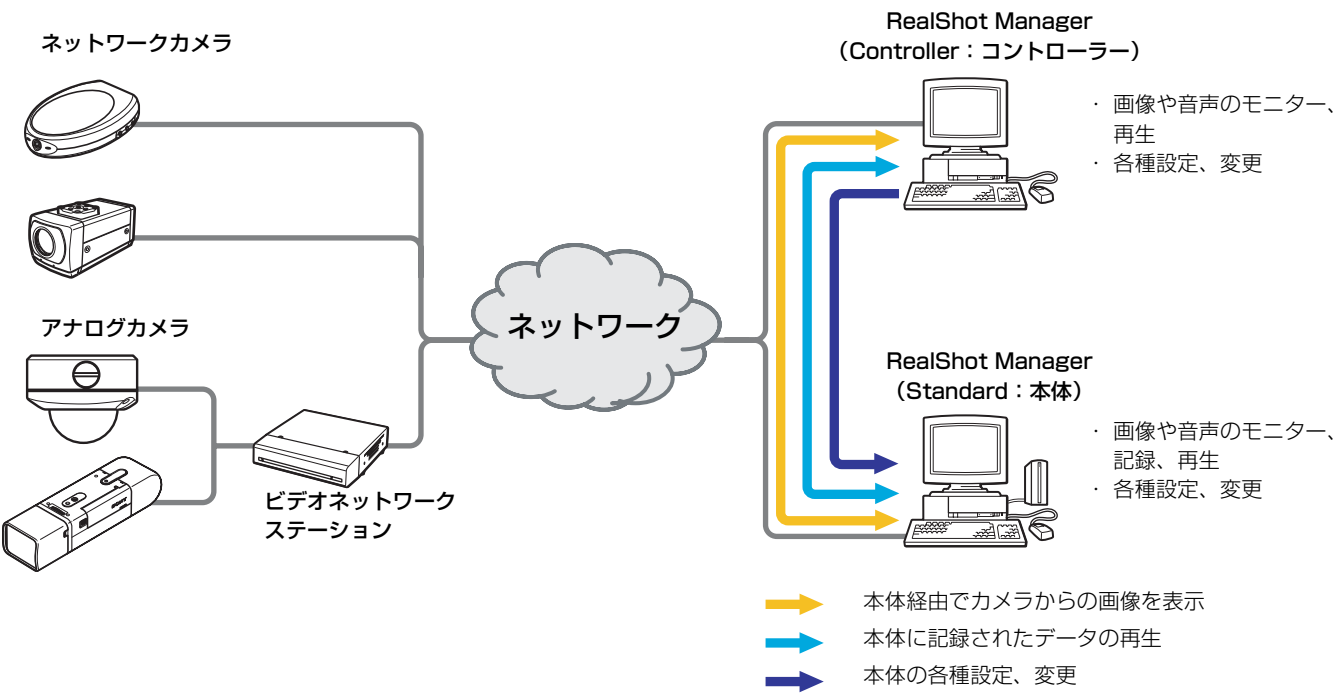 ネットワークカメラ
アナログカメラ
ビデオネットワーク
ステーション
ネットワーク
RealShot Manager
（Controller：コントローラー）
· 画像や音声のモニター、
再生
· 各種設定、変更
RealShot Manager
（Standard：本体）
· 画像や音声のモニター、
記録、再生
· 各種設定、変更
本体経由でカメラからの画像を表示
本体に記録されたデータの再生
本体の各種設定、変更